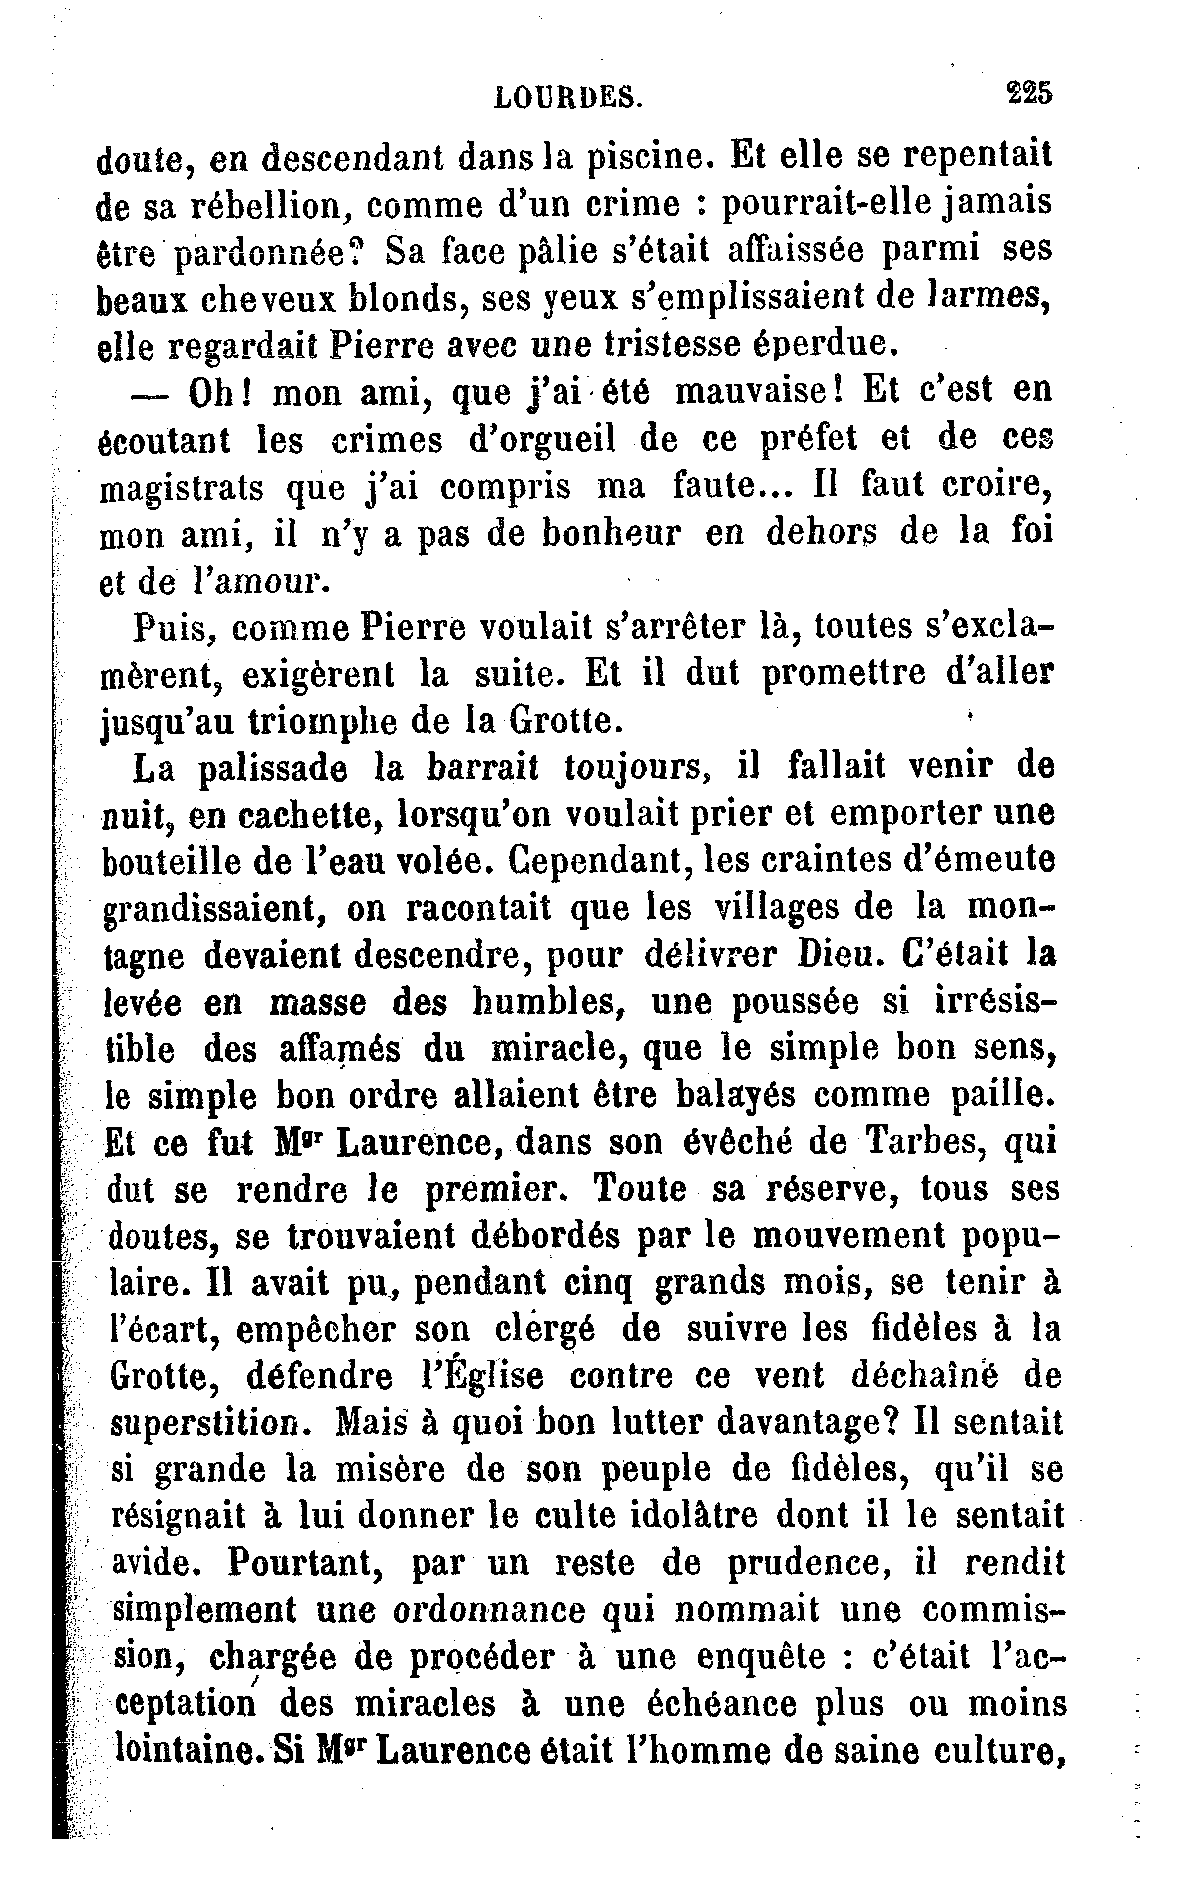 LOURDES. 225
doute, en descendant dans la piscine. Et elle se repentait
de sa rébellion, comme d'un crime : pourrait-elle jamais
être pardonnée? Sa face pâlie s'était affaissée parmi ses
beaux cheveux blonds, ses yeux s'emplissaient de larmes,
elle regardait Pierre avec une tristesse éperdue.
— Oh! mon ami, que j'ai été mauvaise! Et c'est en
écoutant les crimes d'orgueil de ce préfet et de ces
magistrats que j'ai compris ma faute... Il faut croire,
mon ami, il n'y a pas de bonheur en dehors de la foi
et de l'amour.
Puis, comme Pierre voulait s'arrêter là, toutes s'excla-
mèrent, exigèrent la suite. Et il dut promettre d'aller
jusqu'au triomphe de la Grotte.
La palissade la barrait toujours, il fallait venir de
nuit, en cachette, lorsqu'on voulait prier et emporter une
bouteille de l'eau volée. Cependant, les craintes d'émeute
grandissaient, on racontait que les villages de la mon-
tagne devaient descendre, pour délivrer Dieu. C'était la
levée en masse des humbles, une poussée si irrésis-
tible des affamés du miracle, que le simple bon sens,
le simple bon ordre allaient être balayés comme paille.
Et ce fut Mgr Laurence, dans son évêché de Tarbes, qui
dut se rendre le premier. Toute sa réserve, tous ses
doutes, se trouvaient débordés par le mouvement popu-
laire. Il avait pu, pendant cinq grands mois, se tenir à
l'écart, empêcher son clergé de suivre les fidèles à la
Grotte, défendre l'Église contre ce vent déchaîné de
superstition. Mais à quoi bon lutter davantage? Il sentait
si grande la misère de son peuple de fidèles, qu'il se
résignait à lui donner le culte idolâtre dont il le sentait
avide. Pourtant, par un reste de prudence, il rendit
simplement une ordonnance qui nommait une commis-
sion, chargée de procéder à une enquête : c'était l'ac-
ceptation des miracles à une échéance plus ou moins
lointaine. Si Mgr Laurence était l'homme de saine culture,